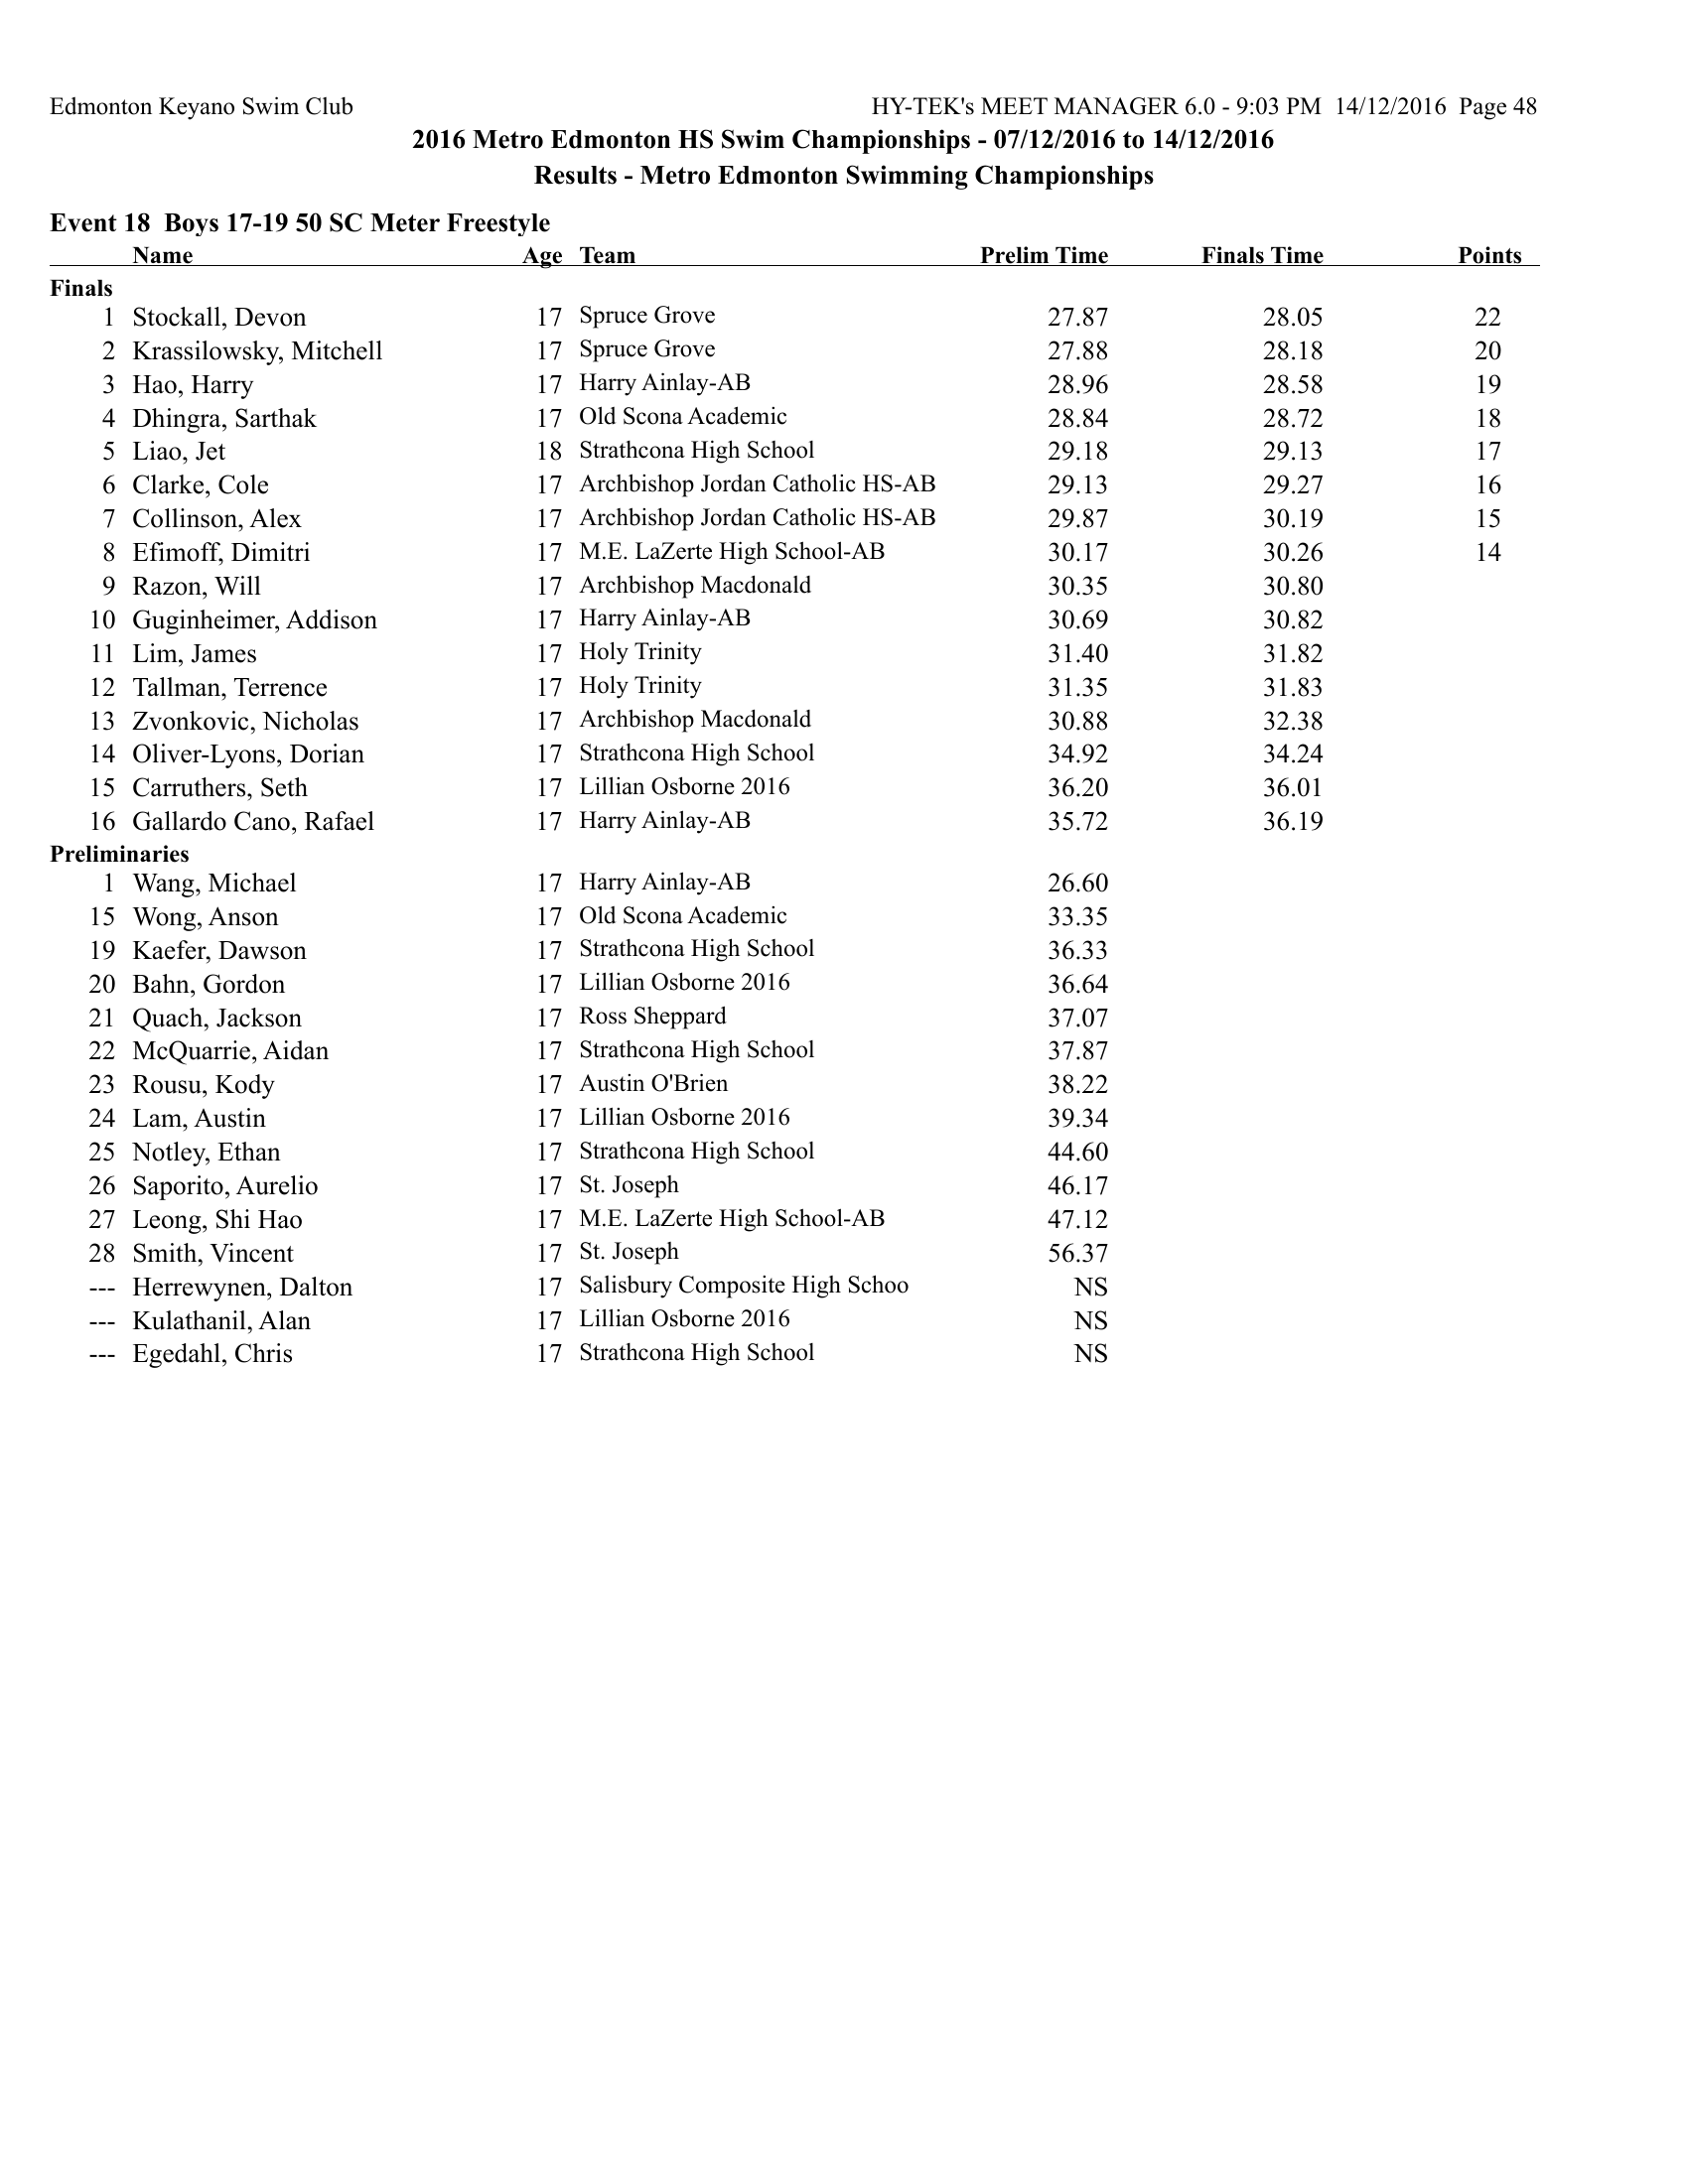 Edmonton Keyano Swim Club HY-TEK's MEET MANAGER 6.0 - 9:03 PM 14/12/2016 Page 48
2016 Metro Edmonton HS Swim Championships - 07/12/2016 to 14/12/2016
Results - Metro Edmonton Swimming Championships
Event 18 Boys 17-19 50 SC Meter Freestyle
Name Age Team Prelim Time Finals Time Points
Finals
1 Stockall, Devon 17 Spruce Grove 27.87 28.05 22
2 Krassilowsky, Mitchell 17 Spruce Grove 27.88 28.18 20
3 Hao, Harry 17 Harry Ainlay-AB 28.96 28.58 19
4 Dhingra, Sarthak 17 Old Scona Academic 28.84 28.72 18
5 Liao, Jet 18 Strathcona High School 29.18 29.13 17
6 Clarke, Cole 17 Archbishop Jordan Catholic HS-AB 29.13 29.27 16
7 Collinson, Alex 17 Archbishop Jordan Catholic HS-AB 29.87 30.19 15
8 Efimoff, Dimitri 17 M.E. LaZerte High School-AB 30.17 30.26 14
9 Razon, Will 17 Archbishop Macdonald 30.35 30.80
10 Guginheimer, Addison 17 Harry Ainlay-AB 30.69 30.82
11 Lim, James 17 Holy Trinity 31.40 31.82
12 Tallman, Terrence 17 Holy Trinity 31.35 31.83
13 Zvonkovic, Nicholas 17 Archbishop Macdonald 30.88 32.38
14 Oliver-Lyons, Dorian 17 Strathcona High School 34.92 34.24
15 Carruthers, Seth 17 Lillian Osborne 2016 36.20 36.01
16 Gallardo Cano, Rafael 17 Harry Ainlay-AB 35.72 36.19
Preliminaries
1 Wang, Michael 17 Harry Ainlay-AB 26.60
15 Wong, Anson 17 Old Scona Academic 33.35
19 Kaefer, Dawson 17 Strathcona High School 36.33
20 Bahn, Gordon 17 Lillian Osborne 2016 36.64
21 Quach, Jackson 17 Ross Sheppard 37.07
22 McQuarrie, Aidan 17 Strathcona High School 37.87
23 Rousu, Kody 17 Austin O'Brien 38.22
24 Lam, Austin 17 Lillian Osborne 2016 39.34
25 Notley, Ethan 17 Strathcona High School 44.60
26 Saporito, Aurelio 17 St. Joseph 46.17
27 Leong, Shi Hao 17 M.E. LaZerte High School-AB 47.12
28 Smith, Vincent 17 St. Joseph 56.37
--- Herrewynen, Dalton 17 Salisbury Composite High Schoo NS
--- Kulathanil, Alan 17 Lillian Osborne 2016 NS
--- Egedahl, Chris 17 Strathcona High School NS